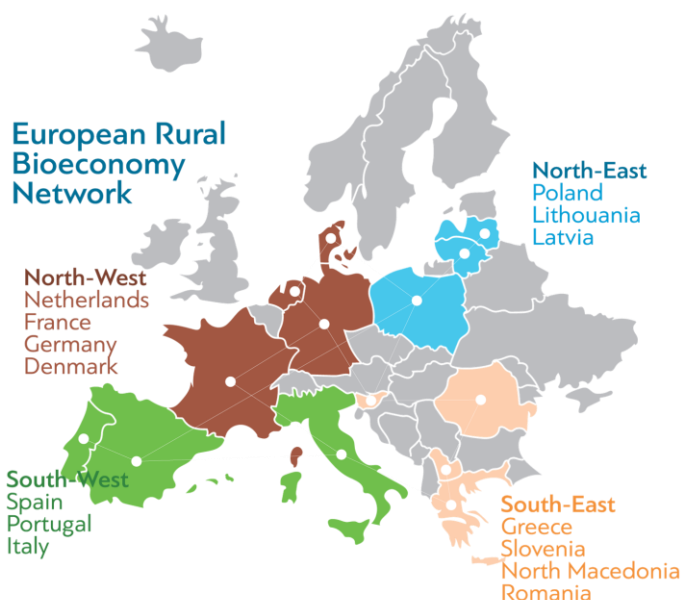 European Rural
Bioeconomy
Network
North-East
Poland
Lithouania
Latvia
North-West
Netherlands
France
Germany
Denmark
South-West
Spain
Portugal
Italy
South-East
Greece
Slovenia
North Macedonia
Romania